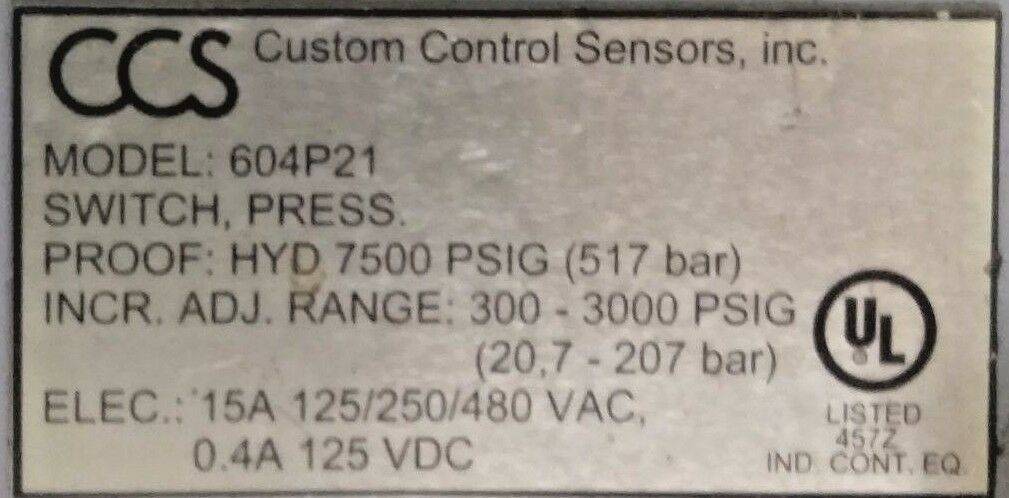 CCS Custom Control Sensors, inc.
MODEL: 604P21
SWITCH, PRESS.
PROOF: HYD 7500 PSIG (517 bar)
INCR. ADJ. RANGE: 300 - 3000 PSIG
(20,7 - 207 bar)
ELEC.: 15A 125/250/480 VAC,
0.4A 125 VDC
UL
LISTED
457Z
IND. CONT. EQ.